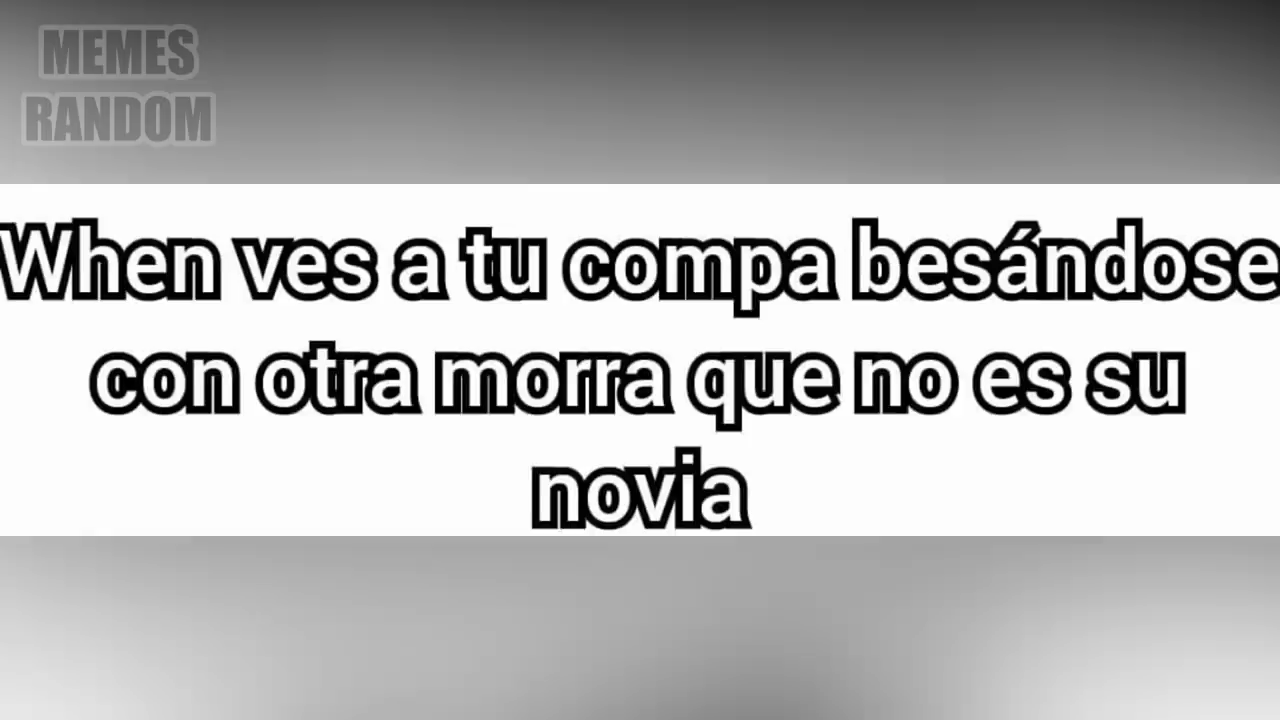 MEMES
RANDOM
When ves a tu compa besándose
con otra morra que no es su
novia